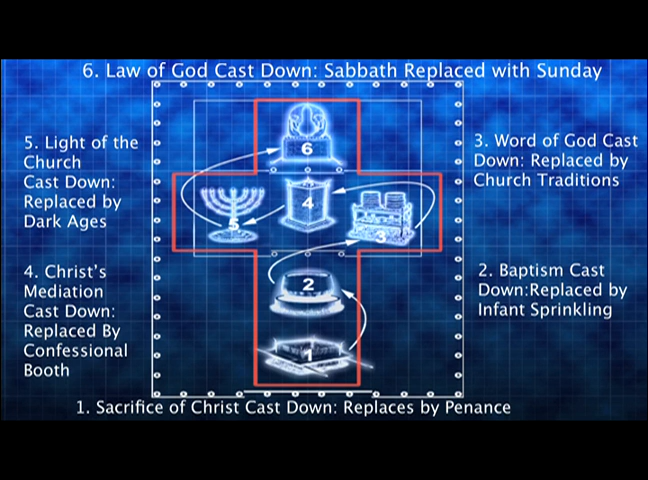 6. Law of God Cast Down: Sabbath Replaced with Sunday
5. Light of the
Church
Cast Down:
Replaced by
Dark Ages
3. Word of God Cast
Down: Replaced by
Church Traditions
6
5
4
3
4. Christ's
Mediation
Cast Down:
Replaced By
Confessional
Booth
2. Baptism Cast
Down:Replaced by
Infant Sprinkling
2
1
1. Sacrifice of Christ Cast Down: Replaces by Penance